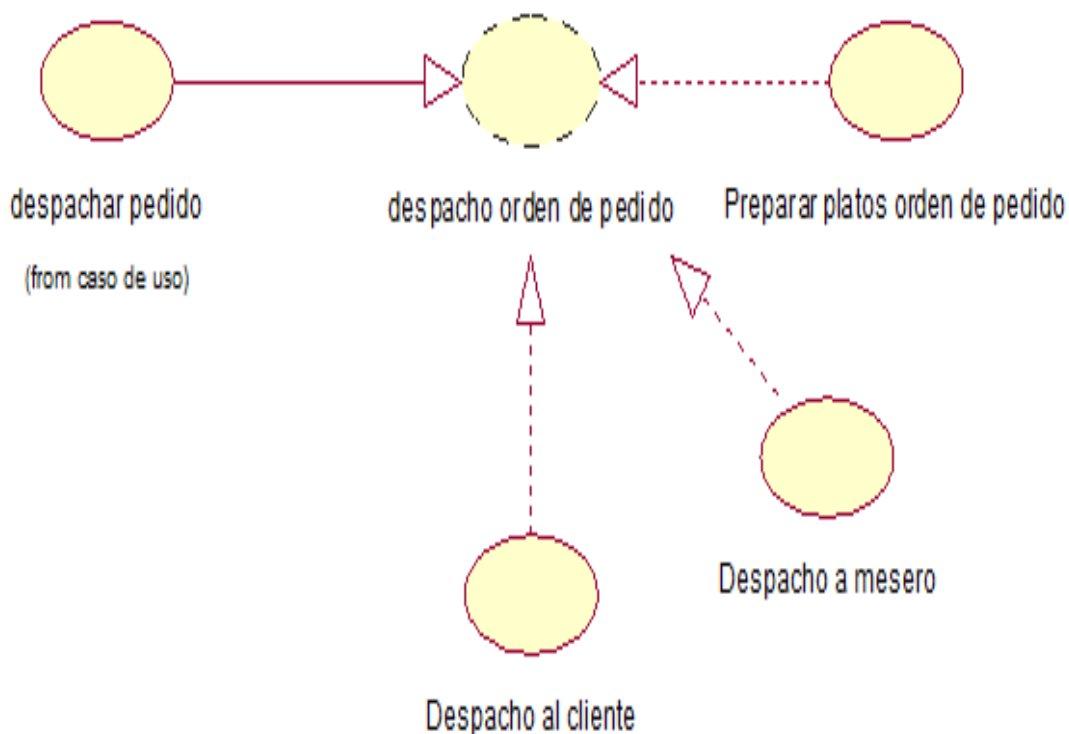 despachar pedido
(from caso de uso)
despacho orden de pedido
Preparar platos orden de pedido
Despacho a mesero
Despacho al cliente